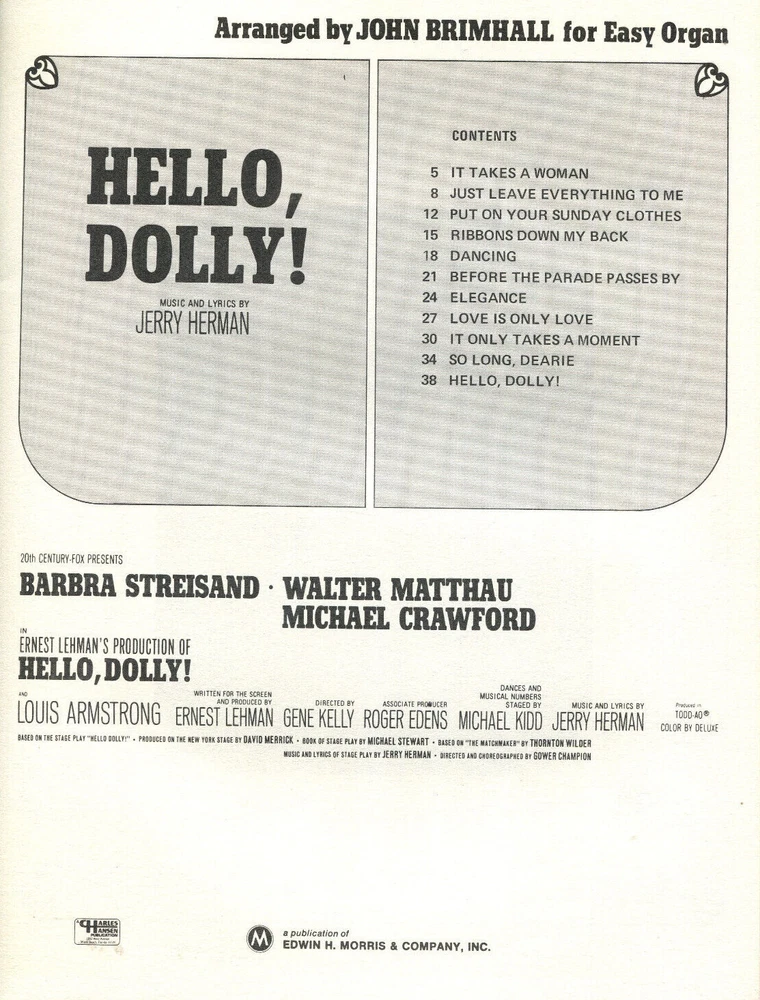 Arranged by JOHN BRIMHALL for Easy Organ
HELLO,
DOLLY!
MUSIC AND LYRICS BY
JERRY HERMAN
CONTENTS
5 IT TAKES A WOMAN
8 JUST LEAVE EVERYTHING TO ME
12 PUT ON YOUR SUNDAY CLOTHES
15 RIBBONS DOWN MY BACK
18 DANCING
21 BEFORE THE PARADE PASSES BY
24 ELEGANCE
27 LOVE IS ONLY LOVE
30 IT ONLY TAKES A MOMENT
34 SO LONG, DEARIE
38 HELLO, DOLLY!
20th CENTURY-FOX PRESENTS
BARBRA STREISAND · WALTER MATTHAU
MICHAEL CRAWFORD
IN
ERNEST LEHMAN'S PRODUCTION OF
HELLO, DOLLY!
AND
LOUIS ARMSTRONG
WRITTEN FOR THE SCREEN
AND PRODUCED BY
ERNEST LEHMAN
DIRECTED BY
GENE KELLY
ASSOCIATE PRODUCER
ROGER EDENS
DANCES AND
MUSICAL NUMBERS
STAGED BY
MICHAEL KIDD
MUSIC AND LYRICS BY
JERRY HERMAN
Produced in
TODD-AO®
COLOR BY DELUXE
BASED ON THE STAGE PLAY "HELLO DOLLY!" · PRODUCED ON THE NEW YORK STAGE BY DAVID MERRICK · BOOK OF STAGE PLAY BY MICHAEL STEWART · BASED ON "THE MATCHMAKER" BY THORNTON WILDER
MUSIC AND LYRICS OF STAGE PLAY BY JERRY HERMAN · DIRECTED AND CHOREOGRAPHED BY GOWER CHAMPION
A CHARLES
HANSEN
PUBLICATION
M
a publication of
EDWIN H. MORRIS & COMPANY, INC.